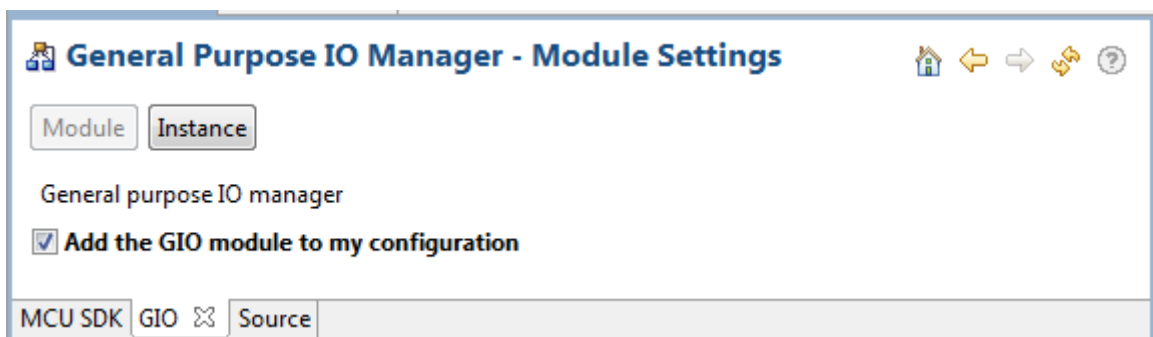 General Purpose IO Manager - Module Settings
Module Instance
General purpose IO manager
Add the GIO module to my configuration
MCU SDK GIO Source